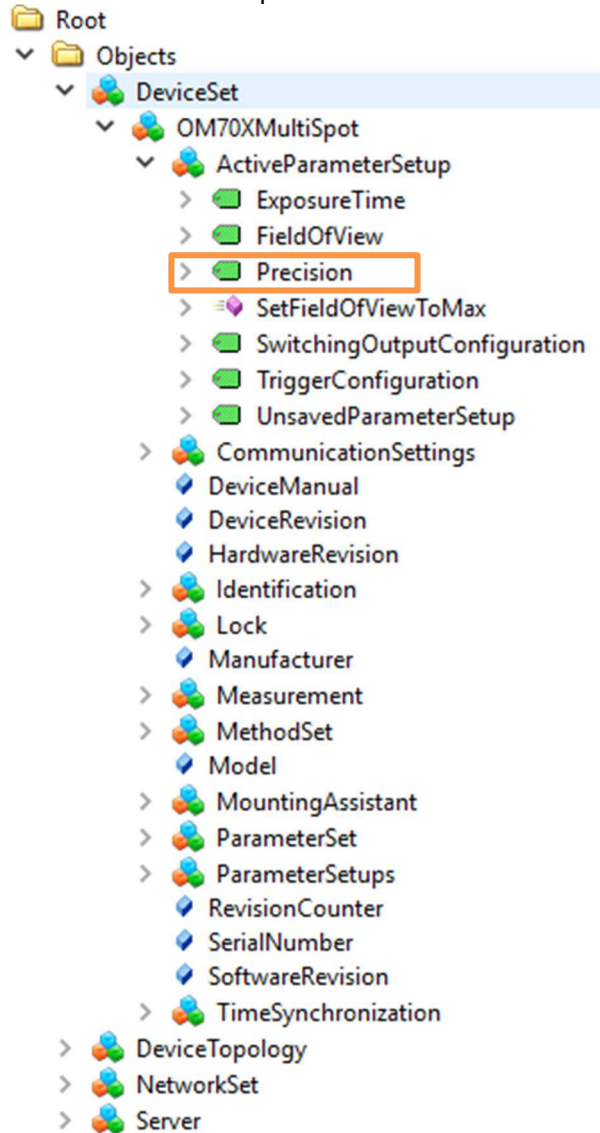 Root
Objects
DeviceSet
OM70XMultiSpot
ActiveParameterSetup
ExposureTime
FieldOfView
Precision
SetFieldOfViewToMax
SwitchingOutputConfiguration
TriggerConfiguration
UnsavedParameterSetup
CommunicationSettings
DeviceManual
DeviceRevision
HardwareRevision
Identification
Lock
Manufacturer
Measurement
MethodSet
Model
MountingAssistant
ParameterSet
ParameterSetups
RevisionCounter
SerialNumber
SoftwareRevision
TimeSynchronization
DeviceTopology
NetworkSet
Server